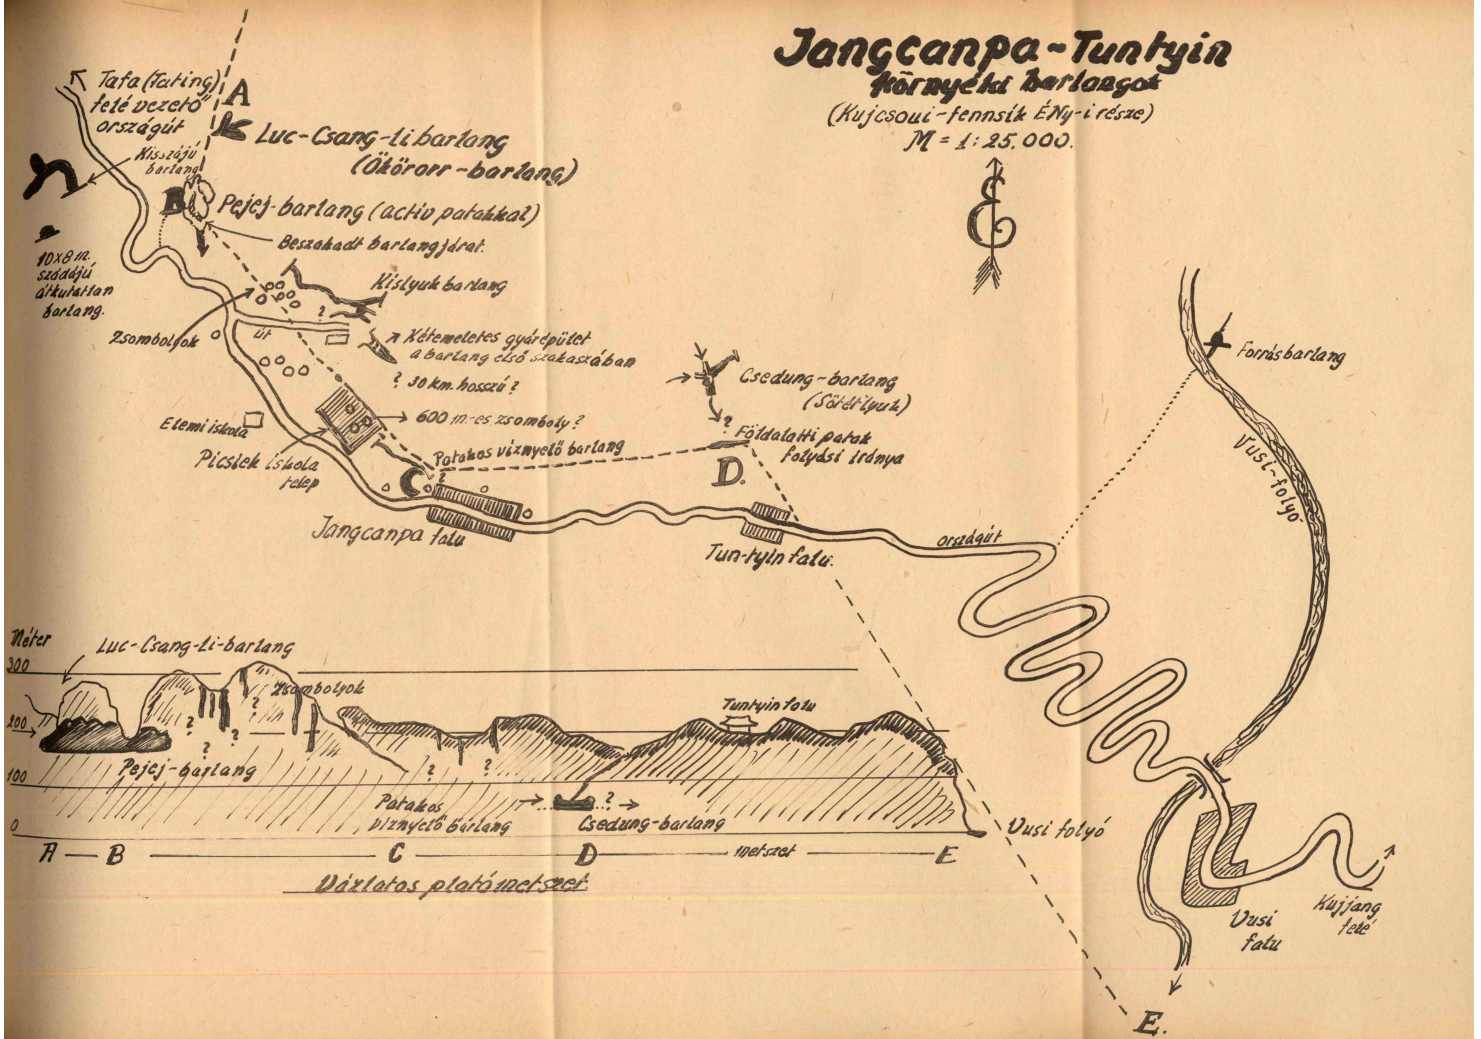 Jangcanpa-Tuntyin
Környéki barlangok
(Kujcsoui-fennsík ÉNy-i része)
M = 1:25.000.
É
Tafa (Tating)
felé vezető
országút
A
Luc-Csang-li barlang
(Ökörorr-barlang)
Kisszájú
barlang
B
Pejej-barlang (activ patakkal)
Beszakadt barlangjárat.
10x8 m.
szádájú
átkutatlan
barlang.
Kislyuk barlang
?
Zsombolyok
út
Kétemeletes gyárépület
a barlang első szakaszában
? 30 km. hosszú ?
Csedung-barlang
(Sötétlyuk)
Forrásbarlang
600 m-es zsomboly?
Elemi iskola
Picslek iskola
telep
Patakos víznyelő barlang
?
C
?
Földalatti patak
folyási iránya
D.
Vusi-folyó
Jangcanpa falu
Tun-tyin falu.
Országút
Méter
Luc-Csang-Li-barlang
300
Zsombolyok
200
?
?
?
?
Tuntyin falu
Pejej-barlang
?
?
100
Patakos
víznyelő barlang
?
Csedung-barlang
0
Vusi folyó
A — B — C — D — metszet — E
Vázlatos platómetszet
Vusi
falu
Kujjang
felé
E.